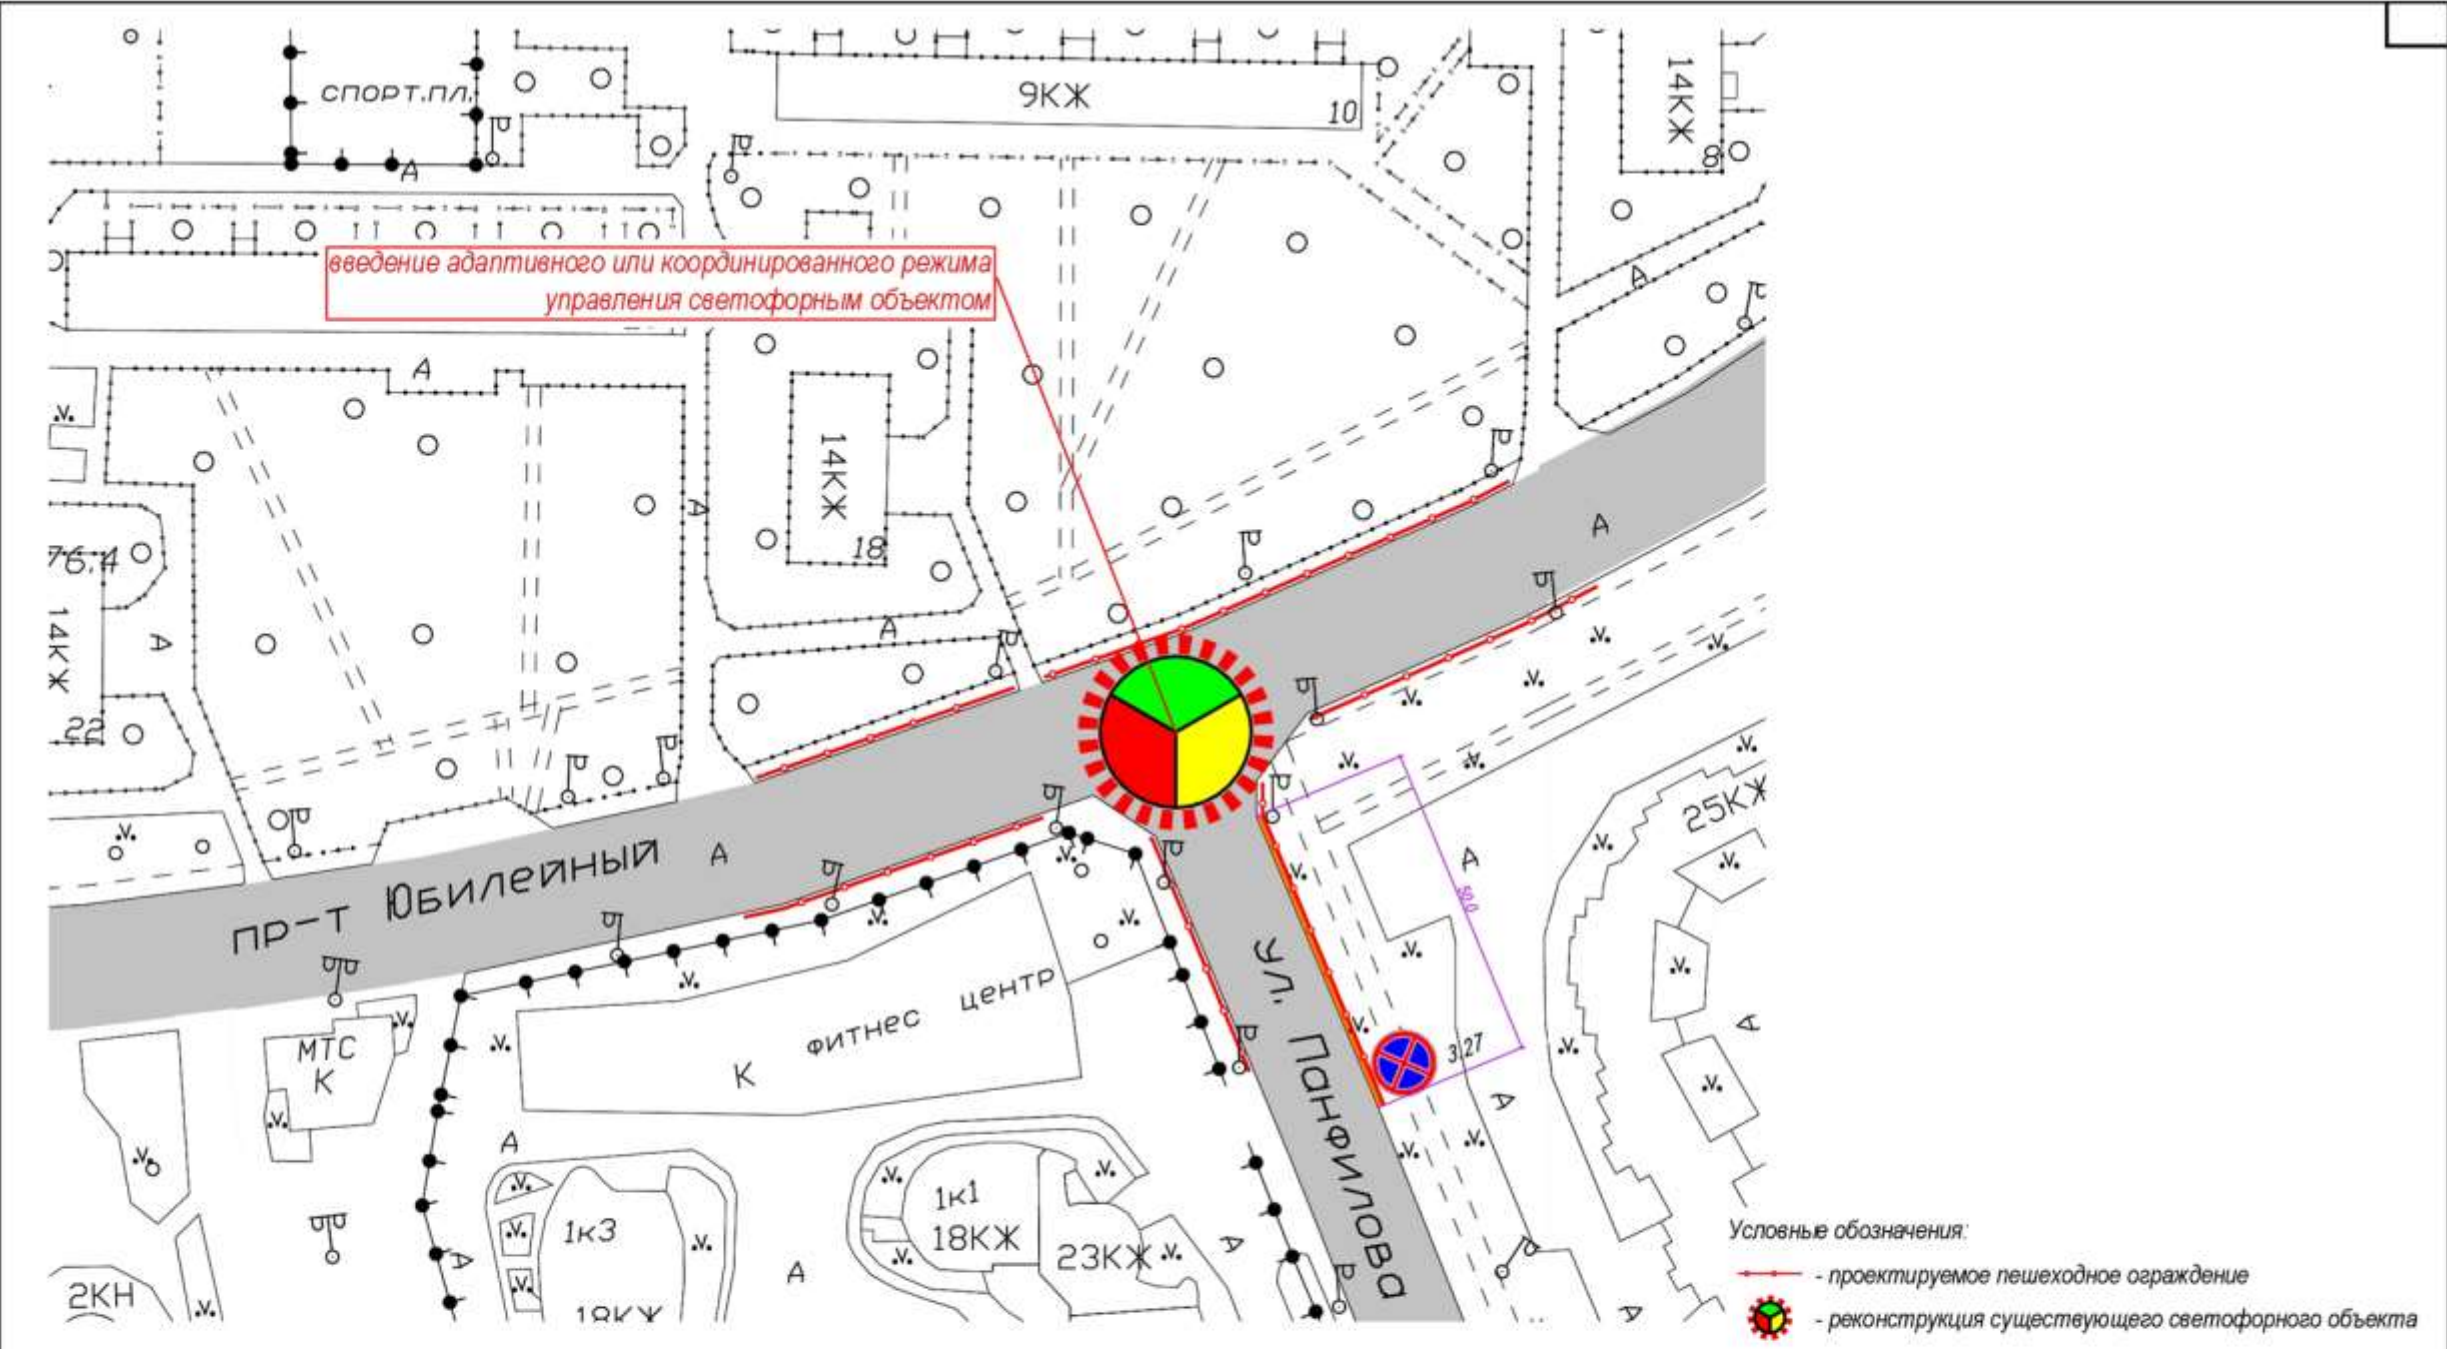 СПОРТ.ПЛ.
А
9КЖ
10
14КЖ
8
А
введение адаптивного или координированного режима
управления светофорным объектом
А
14КЖ
18
А
А
А
76.4
14КЖ
22
А
А
пр-т Юбилейный
А
25КЖ
А
50.0
ул. Панфилова
3.27
фитнес центр
К
МТС
К
А
А
А
1к3
18КЖ
1к1
18КЖ
23КЖ
А
А
А
А
2КН
А
Условные обозначения:
- проектируемое пешеходное ограждение
- реконструкция существующего светофорного объекта